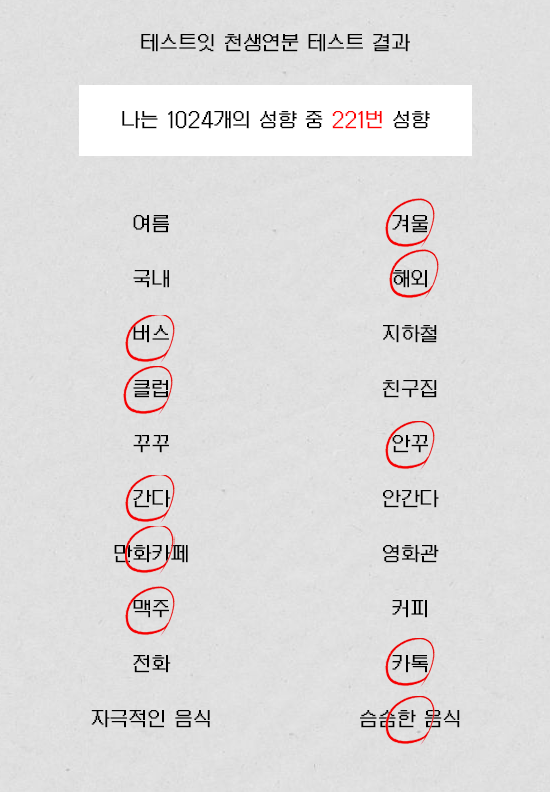 테스트잇 천생연분 테스트 결과
나는 1024개의 성향 중 221번 성향
여름 겨울
국내 해외
버스 지하철
클럽 친구집
꾸꾸 안꾸
간다 안간다
만화카페 영화관
맥주 커피
전화 카톡
자극적인 음식 슴슴한 음식